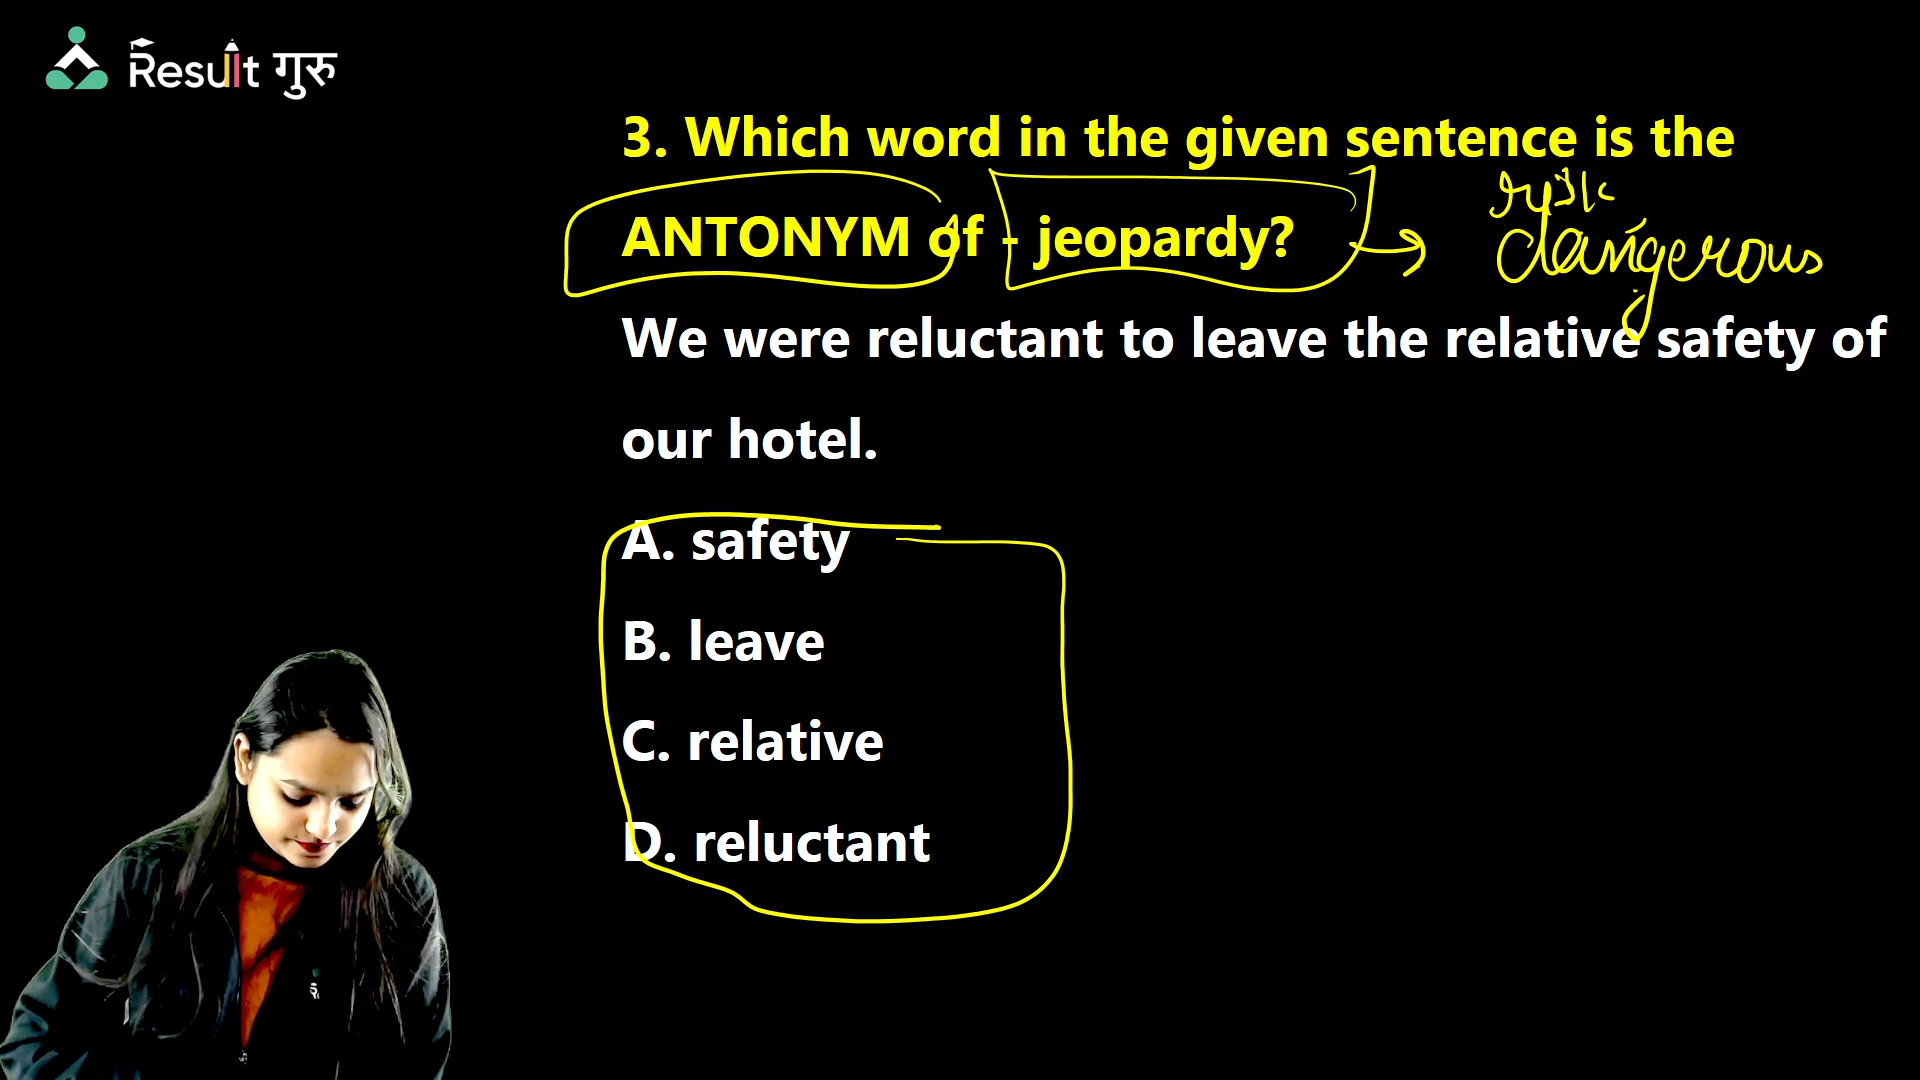 Result गुरु
3. Which word in the given sentence is the
risk
ANTONYM of - jeopardy?
dangerous
We were reluctant to leave the relative safety of
our hotel.
A. safety
B. leave
C. relative
D. reluctant